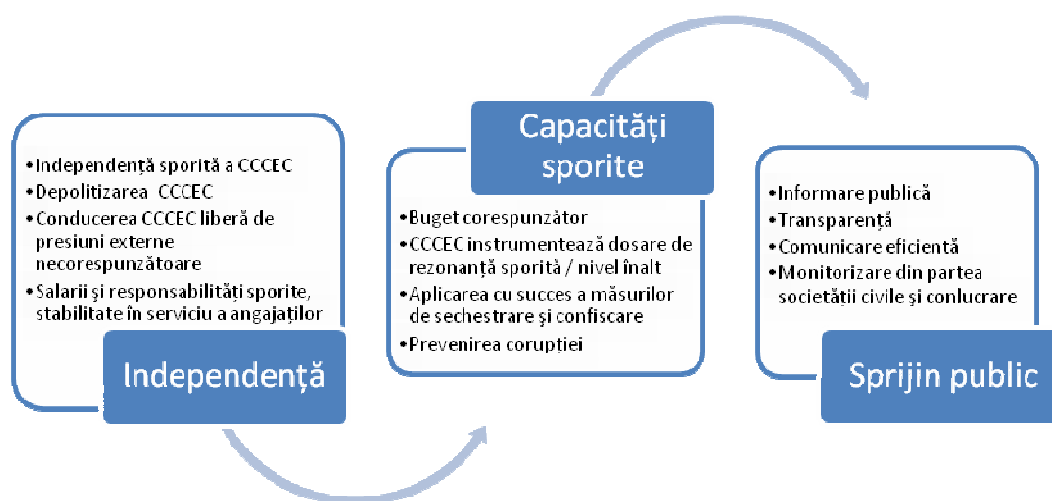 •Independență sporită a CCCEC
•Depolitizarea CCCEC
•Conducerea CCCEC liberă de
presiuni externe
necorespunzătoare
•Salarii și responsabilități sporite,
stabilitate în serviciu a angajaților
Independență
Capacități
sporite
•Buget corespunzător
•CCCEC instrumentează dosare de
rezonanță sporită / nivel înalt
•Aplicarea cu succes a măsurilor
de sechestrare și confiscare
•Prevenirea corupției
•Informare publică
•Transparență
•Comunicare eficientă
•Monitorizare din partea
societății civile și conlucrare
Sprijin public